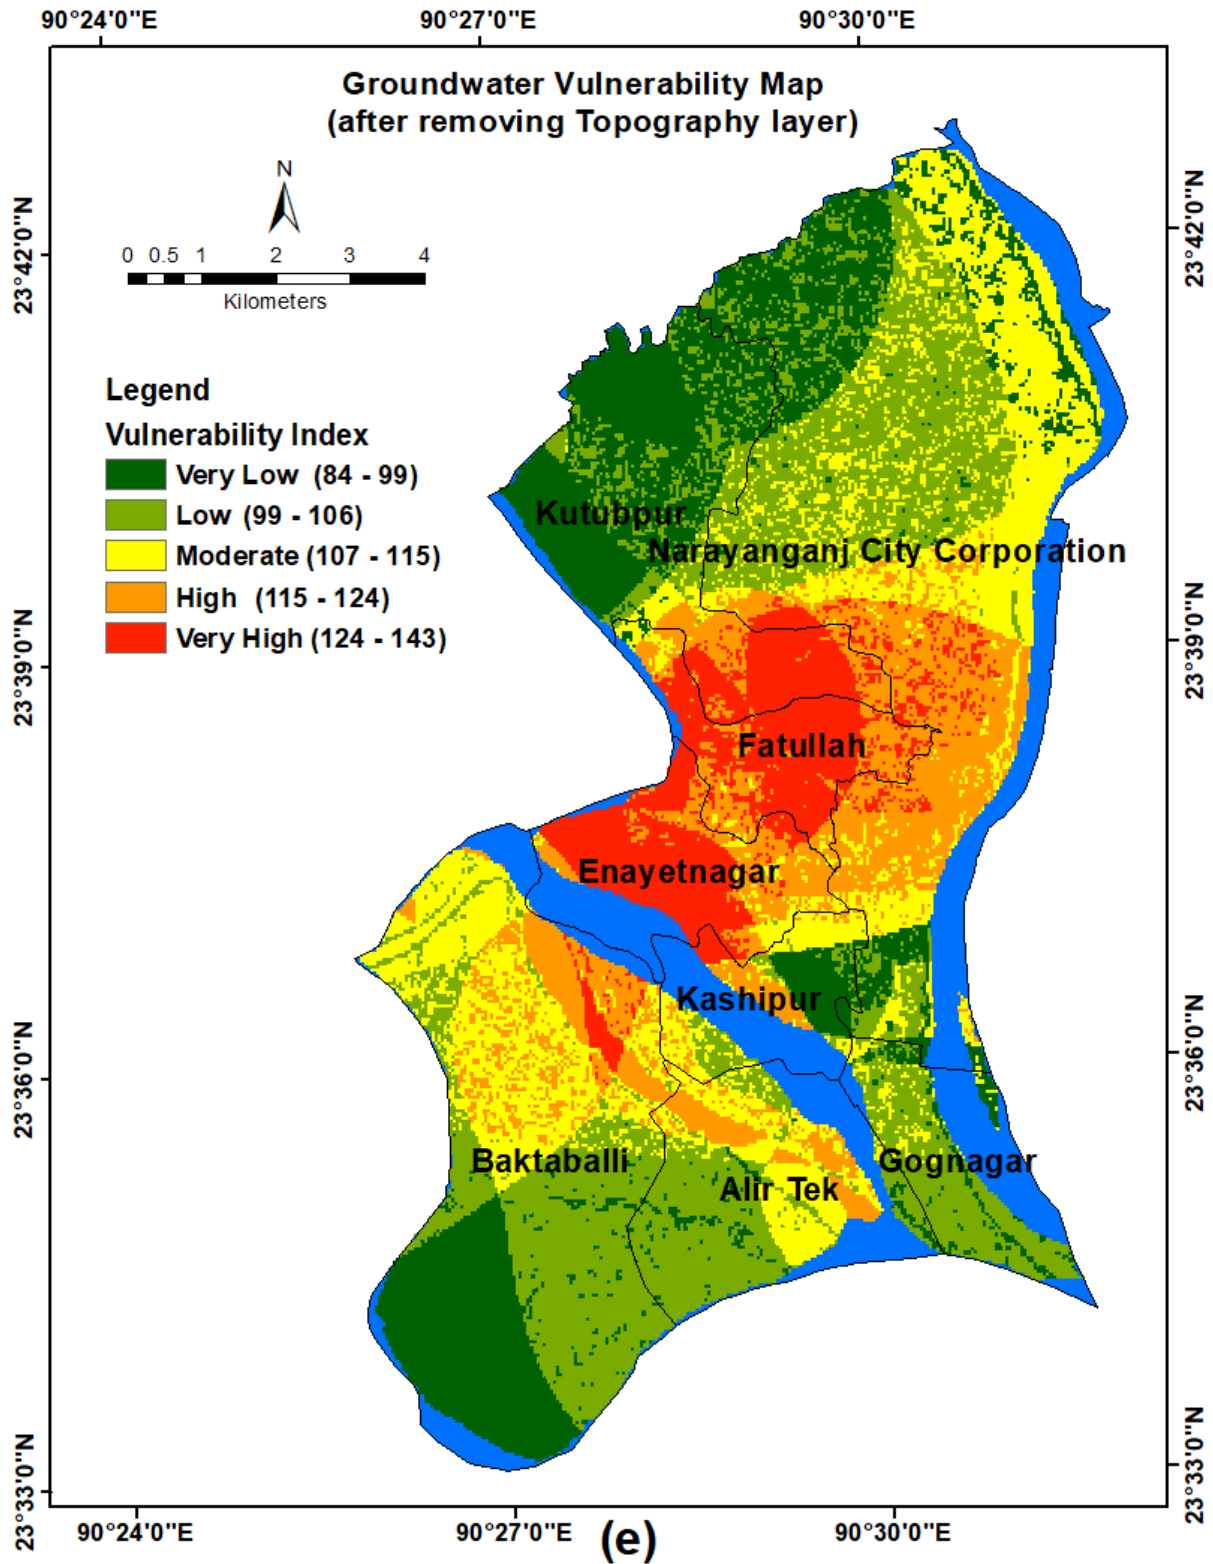 90°24'0"E 90°27'0"E 90°30'0"E
Groundwater Vulnerability Map
(after removing Topography layer)
N
0 0.5 1 2 3 4
Kilometers
23°42'0"N
23°42'0"N
Legend
Vulnerability Index
Very Low (84 - 99)
Low (99 - 106)
Moderate (107 - 115)
High (115 - 124)
Very High (124 - 143)
Kutubpur
Narayanganj City Corporation
23°39'0"N
23°39'0"N
Fatullah
Enayetnagar
Kashipur
23°36'0"N
23°36'0"N
Baktaballi
Gognagar
Alir Tek
23°33'0"N
23°33'0"N
90°24'0"E 90°27'0"E 90°30'0"E
(e)